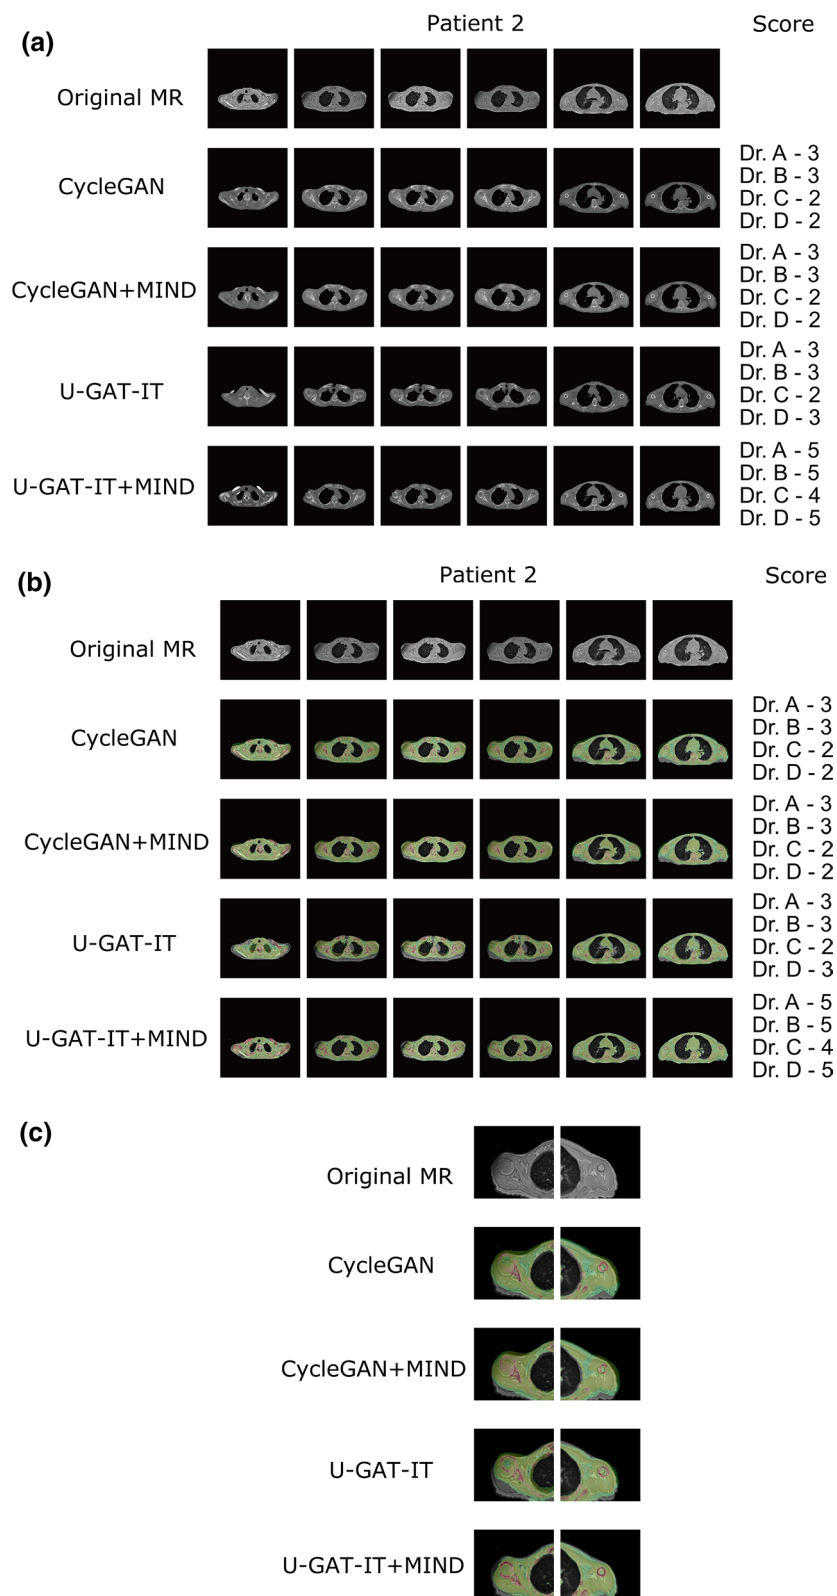 (a)
Patient 2
Score
Original MR
CycleGAN
Dr. A - 3
Dr. B - 3
Dr. C - 2
Dr. D - 2
CycleGAN+MIND
Dr. A - 3
Dr. B - 3
Dr. C - 2
Dr. D - 2
U-GAT-IT
Dr. A - 3
Dr. B - 3
Dr. C - 2
Dr. D - 3
U-GAT-IT+MIND
Dr. A - 5
Dr. B - 5
Dr. C - 4
Dr. D - 5
(b)
Patient 2
Score
Original MR
CycleGAN
Dr. A - 3
Dr. B - 3
Dr. C - 2
Dr. D - 2
CycleGAN+MIND
Dr. A - 3
Dr. B - 3
Dr. C - 2
Dr. D - 2
U-GAT-IT
Dr. A - 3
Dr. B - 3
Dr. C - 2
Dr. D - 3
U-GAT-IT+MIND
Dr. A - 5
Dr. B - 5
Dr. C - 4
Dr. D - 5
(c)
Original MR
CycleGAN
CycleGAN+MIND
U-GAT-IT
U-GAT-IT+MIND